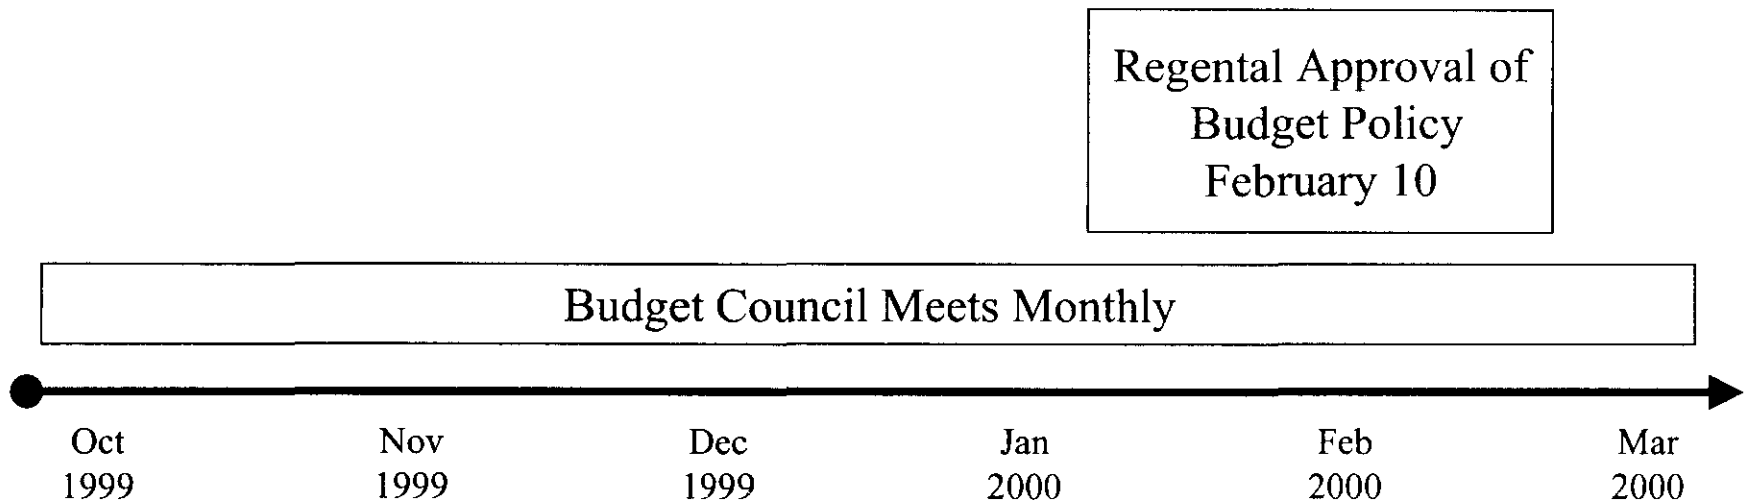 Regental Approval of
Budget Policy
February 10
Budget Council Meets Monthly
Oct Nov Dec Jan Feb Mar
1999 1999 1999 2000 2000 2000